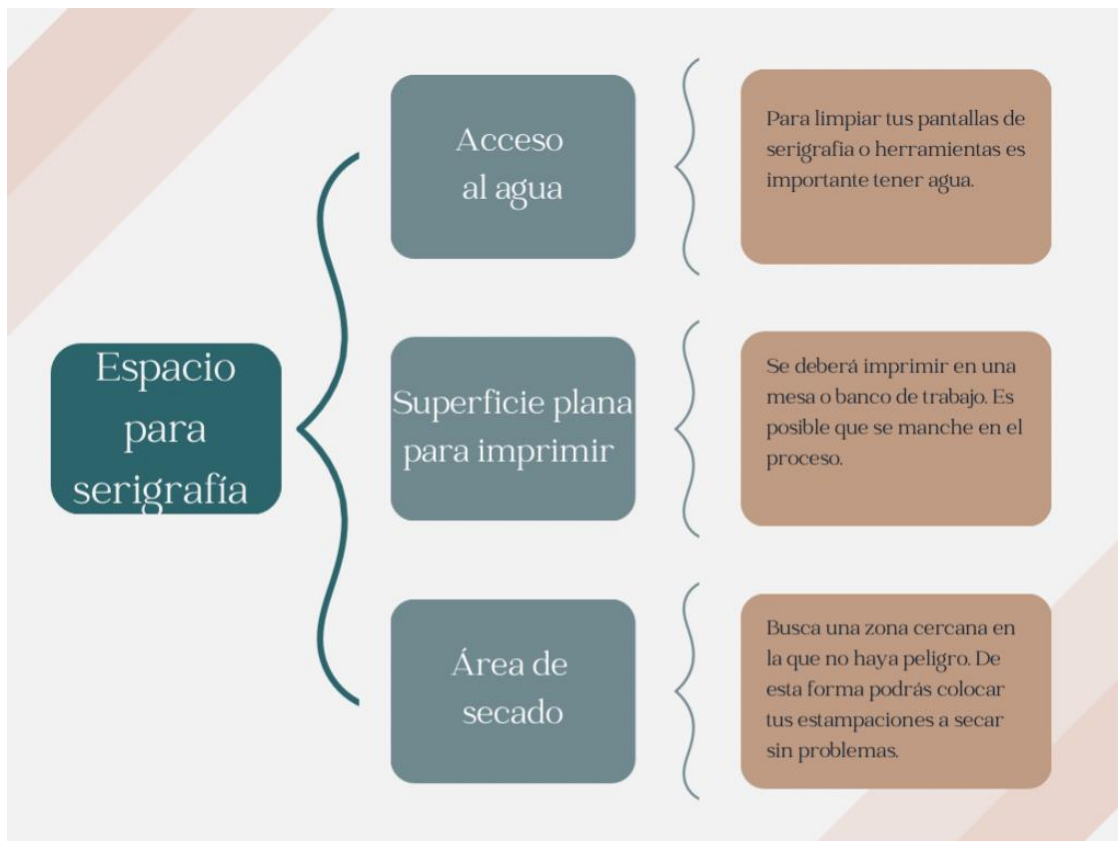 Espacio
para
serigrafía
Acceso
al agua
Para limpiar tus pantallas de
serigrafia o herramientas es
importante tener agua.
Superficie plana
para imprimir
Se deberá imprimir en una
mesa o banco de trabajo. Es
posible que se manche en el
proceso.
Área de
secado
Busca una zona cercana en
la que no haya peligro. De
esta forma podrás colocar
tus estampaciones a secar
sin problemas.